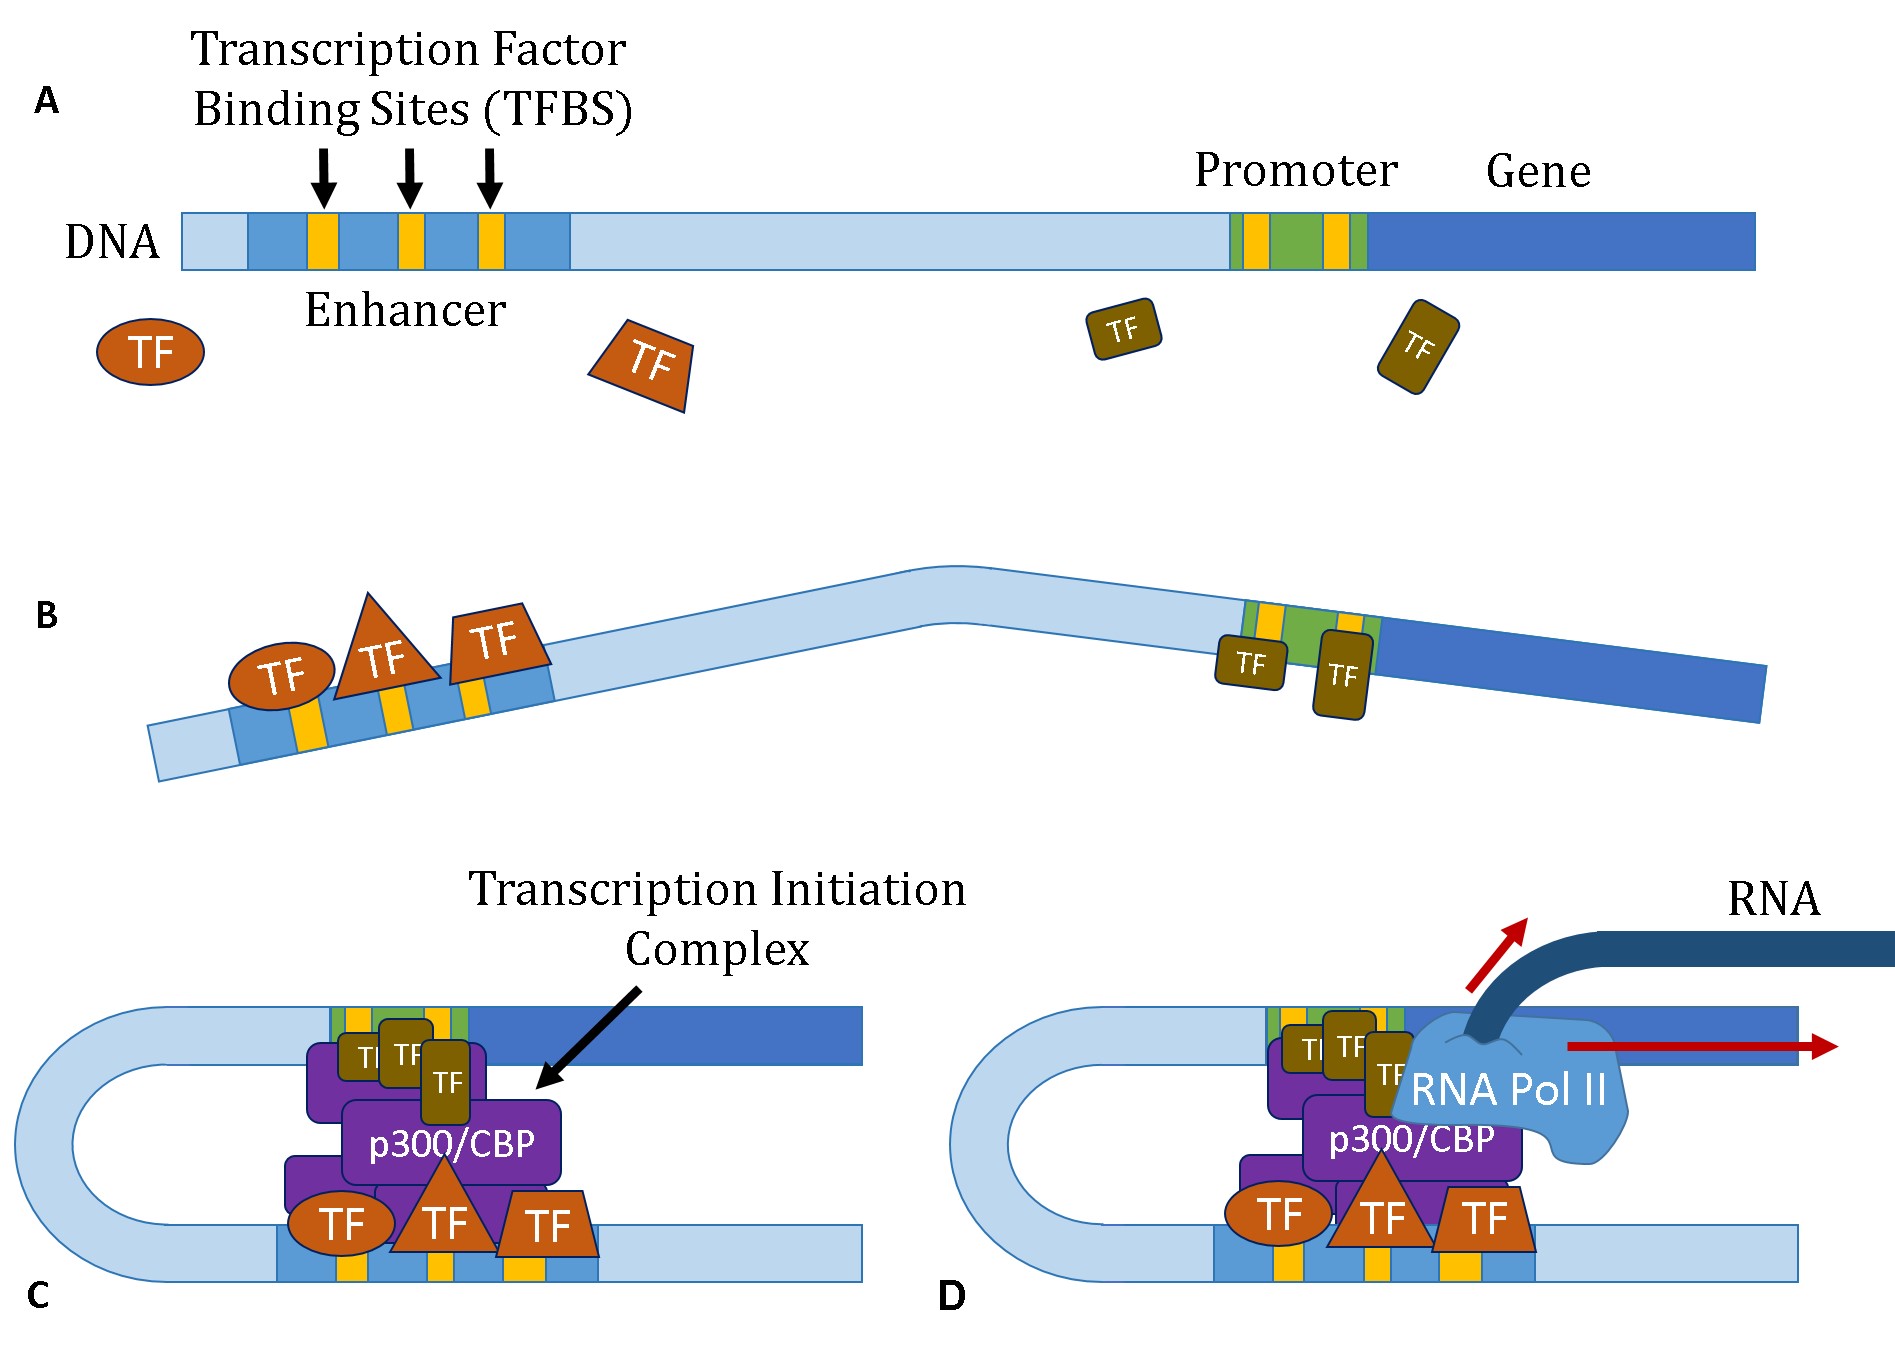 A
Transcription Factor
Binding Sites (TFBS)
Promoter
Gene
DNA
Enhancer
TF
TF
TF
TF
B
TF
TF
TF
TF
TF
Transcription Initiation
Complex
TF
TF
TF
p300/CBP
TF
TF
TF
C
RNA
TF
TF
TF
RNA Pol II
p300/CBP
TF
TF
TF
D